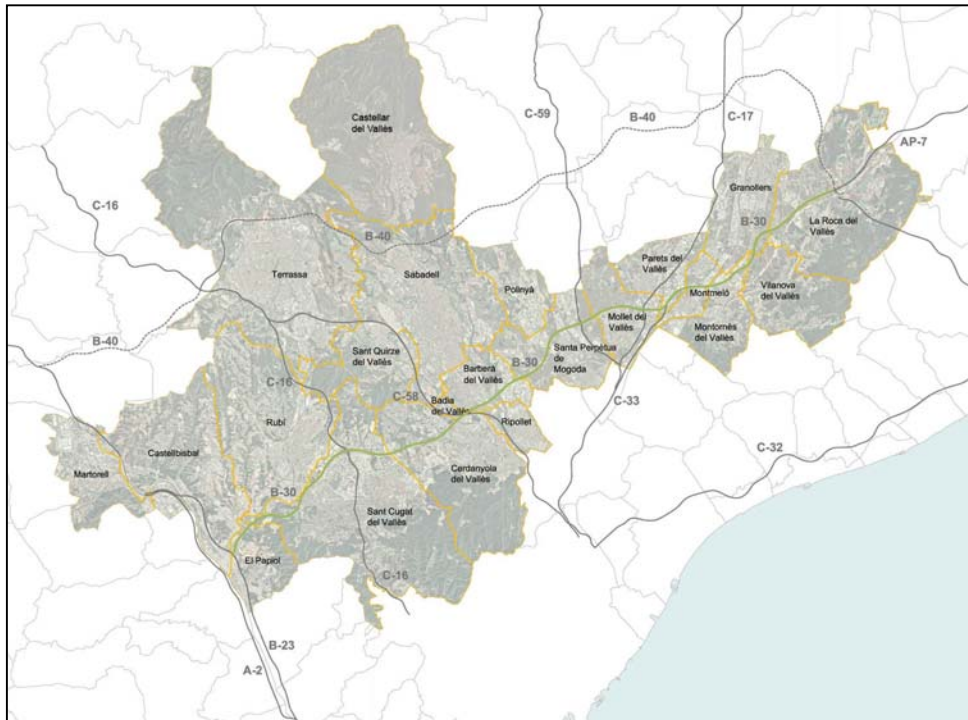 Castellar
del Vallès
C-59
B-40
C-17
AP-7
C-16
Granollers
B-30
La Roca del
Vallès
B-40
Terrassa
Sabadell
Parets del
Vallès
Polinyà
Montmeló
Vilanova
del Vallès
Mollet del
Vallès
B-40
Sant Quirze
del Vallès
B-30
Santa Perpètua
de
Mogoda
Montornès
del Vallès
Barberà
del Vallès
C-16
C-58
C-33
Badia
del Vallès
Ripollet
Rubí
Castellbisbal
C-32
Martorell
Cerdanyola
del Vallès
B-30
Sant Cugat
del Vallès
El Papiol
C-16
B-23
A-2